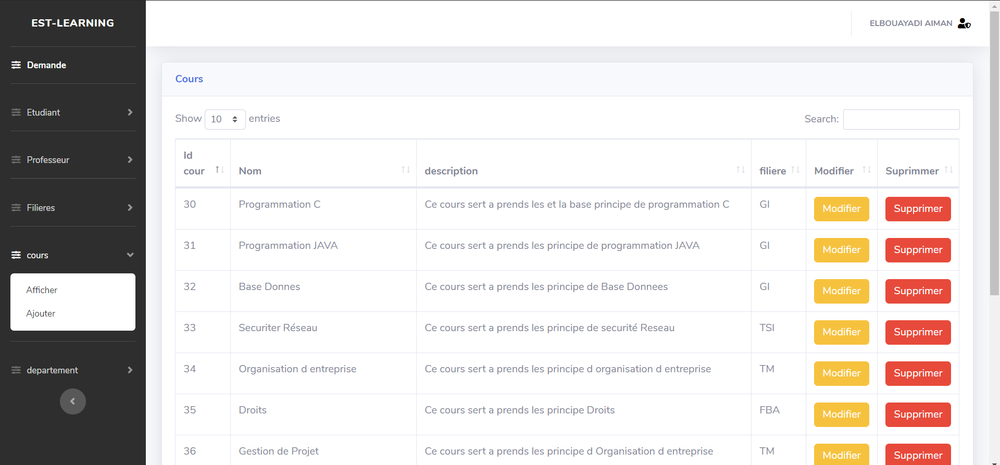 EST-LEARNING
ELBOUAYADI AIMAN
Demande
Etudiant
Professeur
Filieres
cours
Afficher
Ajouter
departement
Cours
Show 10 entries
Search:
Id cour Nom description filiere Modifier Suprimmer
30 Programmation C Ce cours sert a prends les et la base principe de programmation C GI Modifier Supprimer
31 Programmation JAVA Ce cours sert a prends les principe de programmation JAVA GI Modifier Supprimer
32 Base Donnes Ce cours sert a prends les principe de Base Donnees GI Modifier Supprimer
33 Securiter Réseau Ce cours sert a prends les principe de securité Reseau TSI Modifier Supprimer
34 Organisation d entreprise Ce cours sert a prends les principe d organisation d entreprise TM Modifier Supprimer
35 Droits Ce cours sert a prends les principe Droits FBA Modifier Supprimer
36 Gestion de Projet Ce cours sert a prends les principe d Organisation d entreprise TM Modifier Supprimer